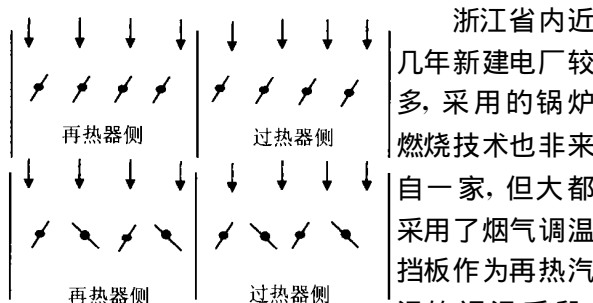 再热器侧
过热器侧
再热器侧
过热器侧
浙江省内近
几年新建电厂较
多,采用的锅炉
燃烧技术也非来
自一家,但大都
采用了烟气调温
挡板作为再热汽